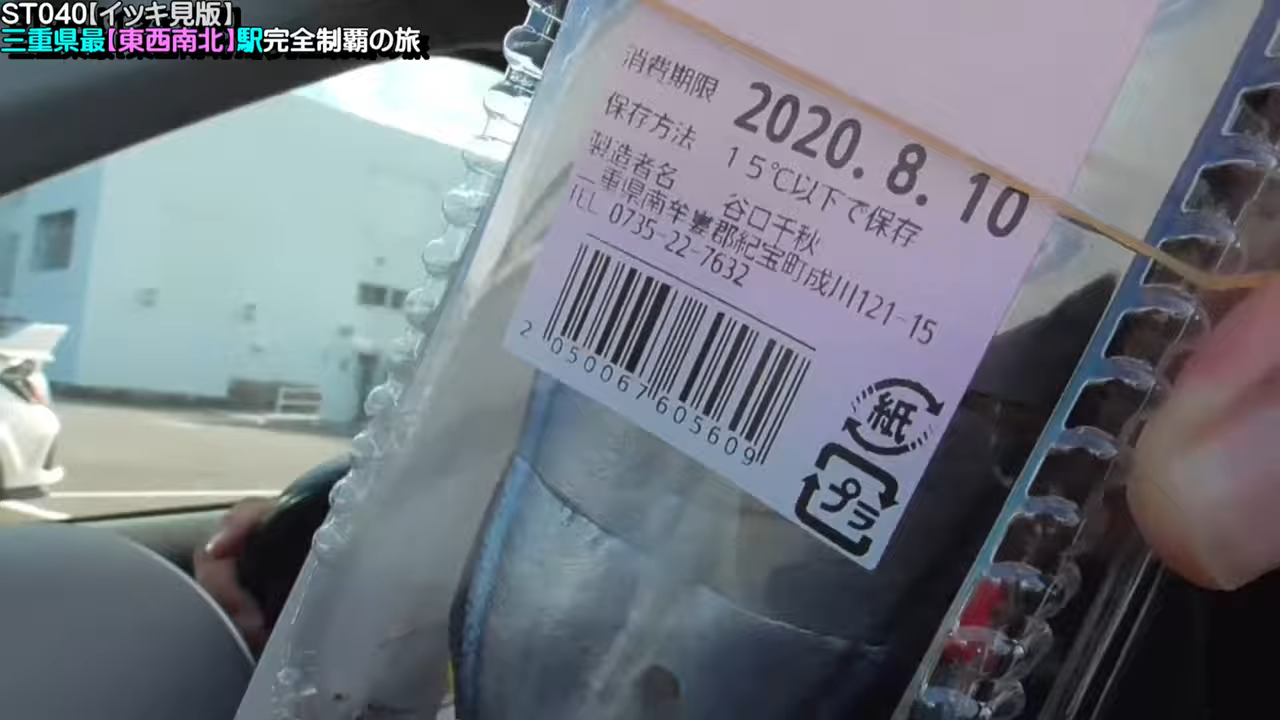 ST040【イッキ見版】
三重県最【東西南北】駅完全制覇の旅
消費期限 2020. 8. 10
保存方法 15℃以下で保存
製造者名 谷口千秋
三重県南牟婁郡紀宝町成川121-15
TEL 0735-22-7632
2050067605609
紙
プラ